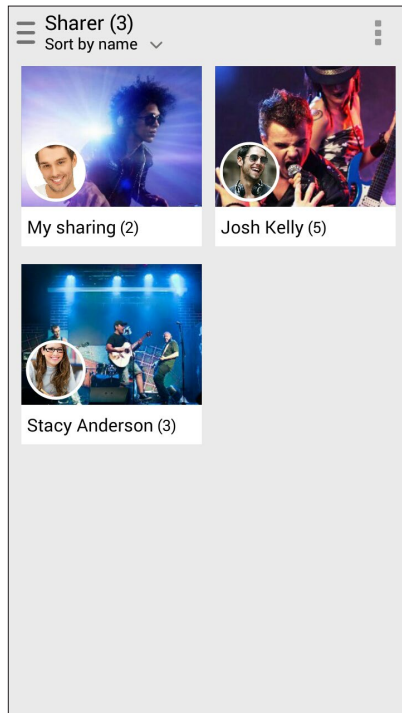 Sharer (3)
Sort by name
My sharing (2)
Josh Kelly (5)
Stacy Anderson (3)